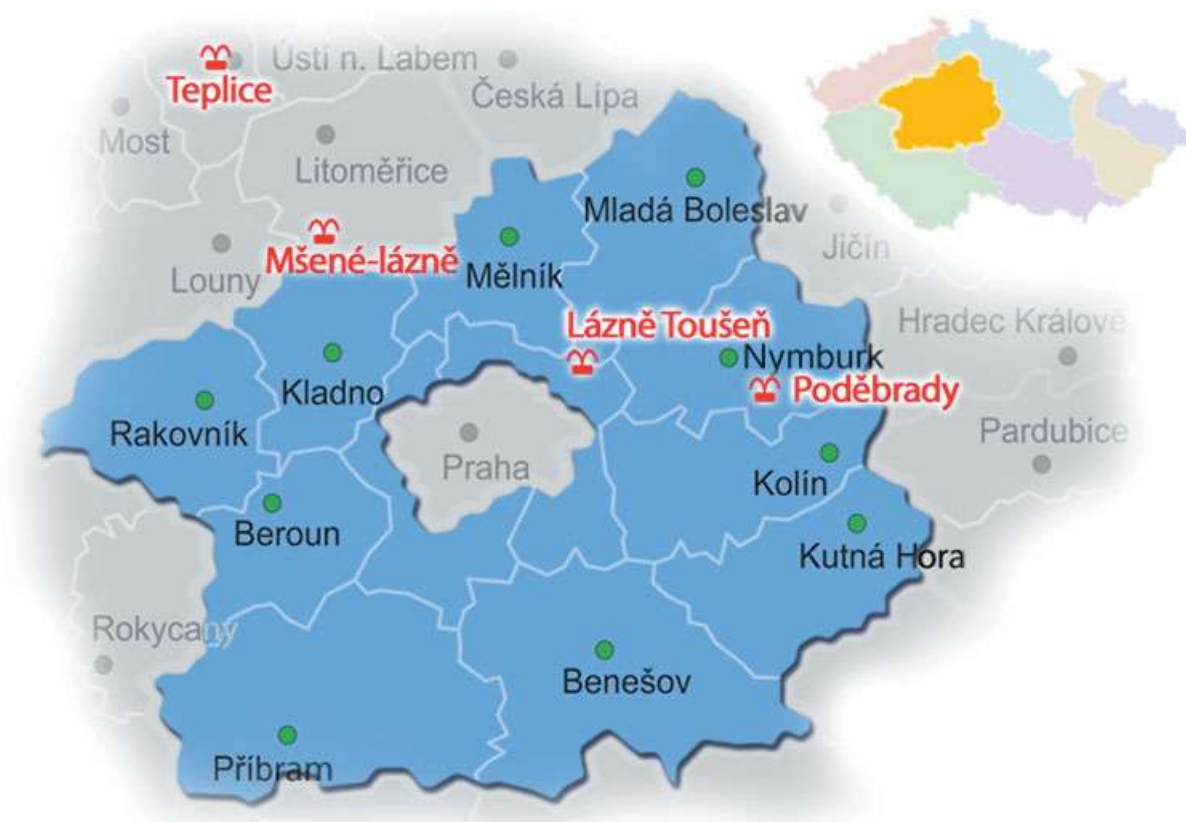 Ústí n. Labem
Teplice
Česká Lípa
Most
Litoměřice
Mladá Boleslav
Mšené-lázně
Jičín
Louny
Mělník
Lázně Toušeň
Hradec Králové
Nymburk
Kladno
Poděbrady
Rakovník
Praha
Pardubice
Kolín
Beroun
Kutná Hora
Rokycany
Benešov
Příbram